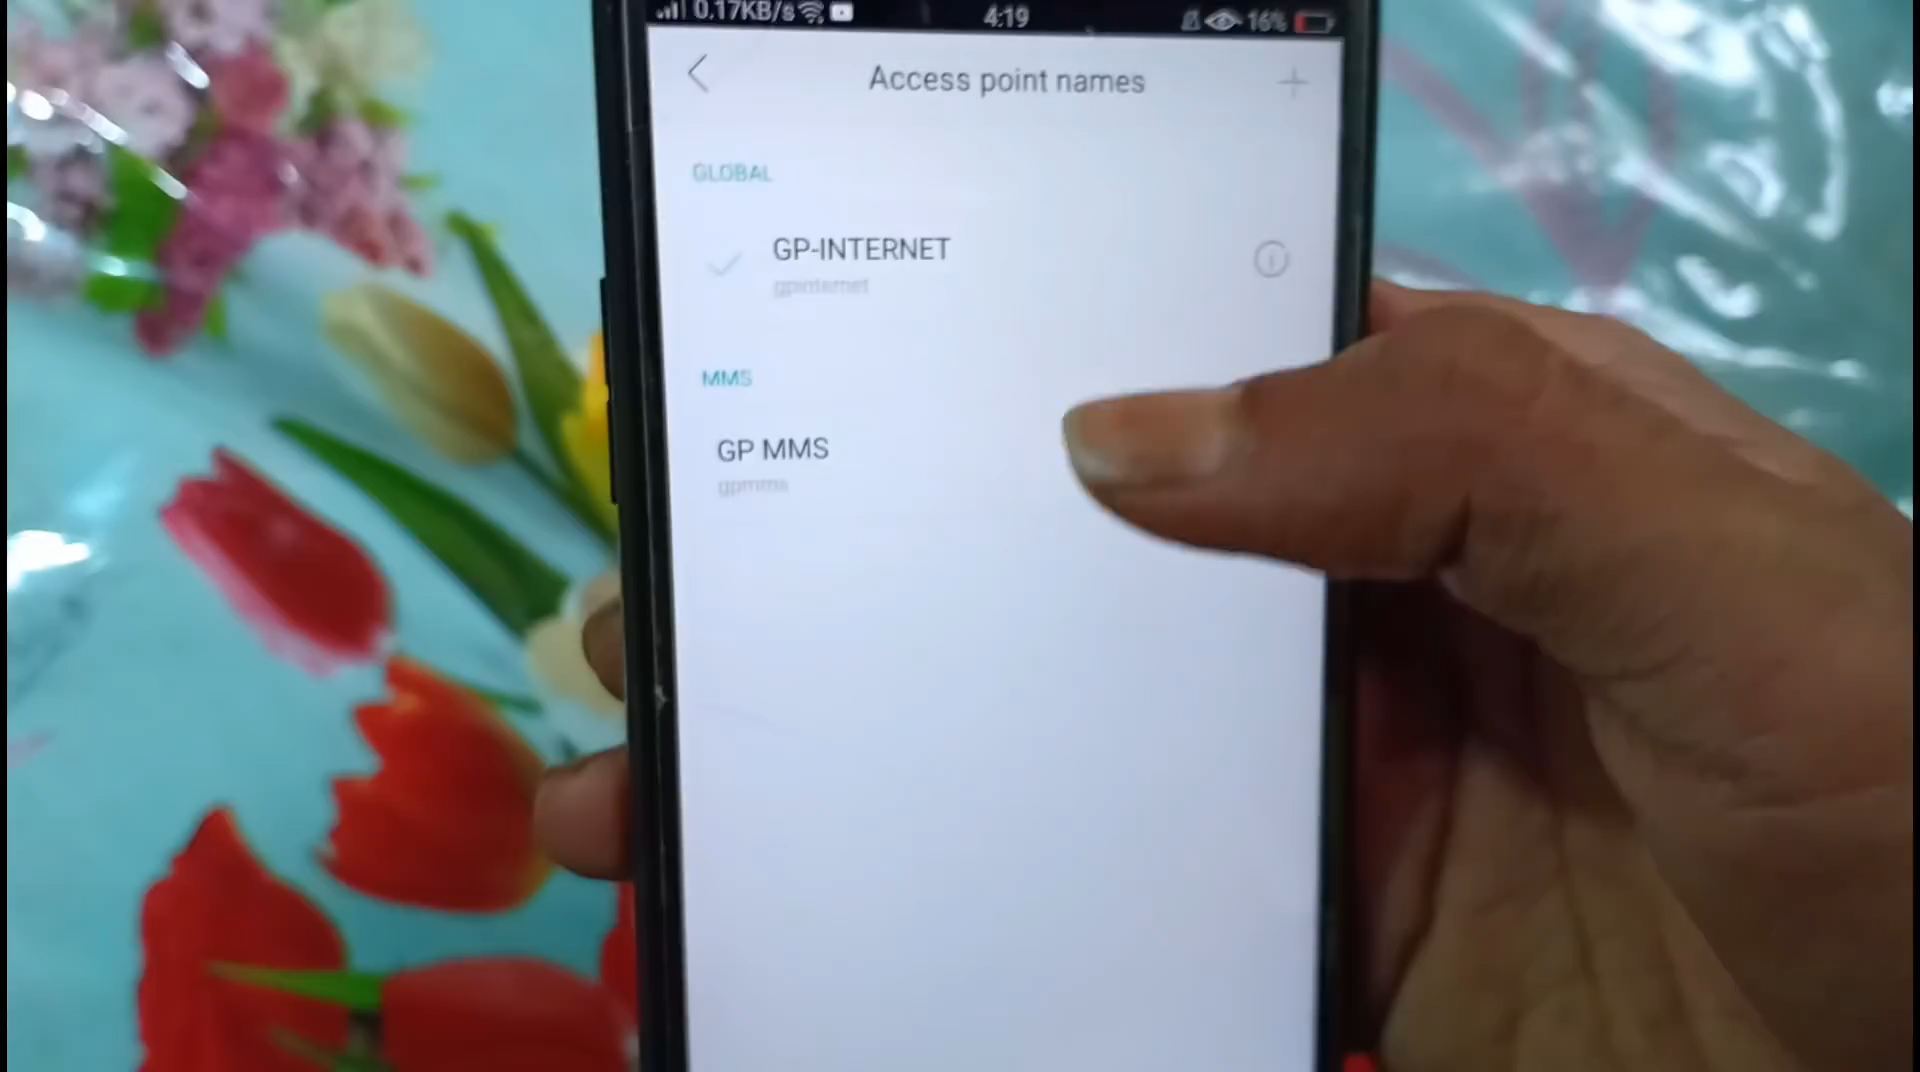 0.17KB/s 4:19 16%
Access point names
GLOBAL
GP-INTERNET
gpinternet
MMS
GP MMS
gpmms